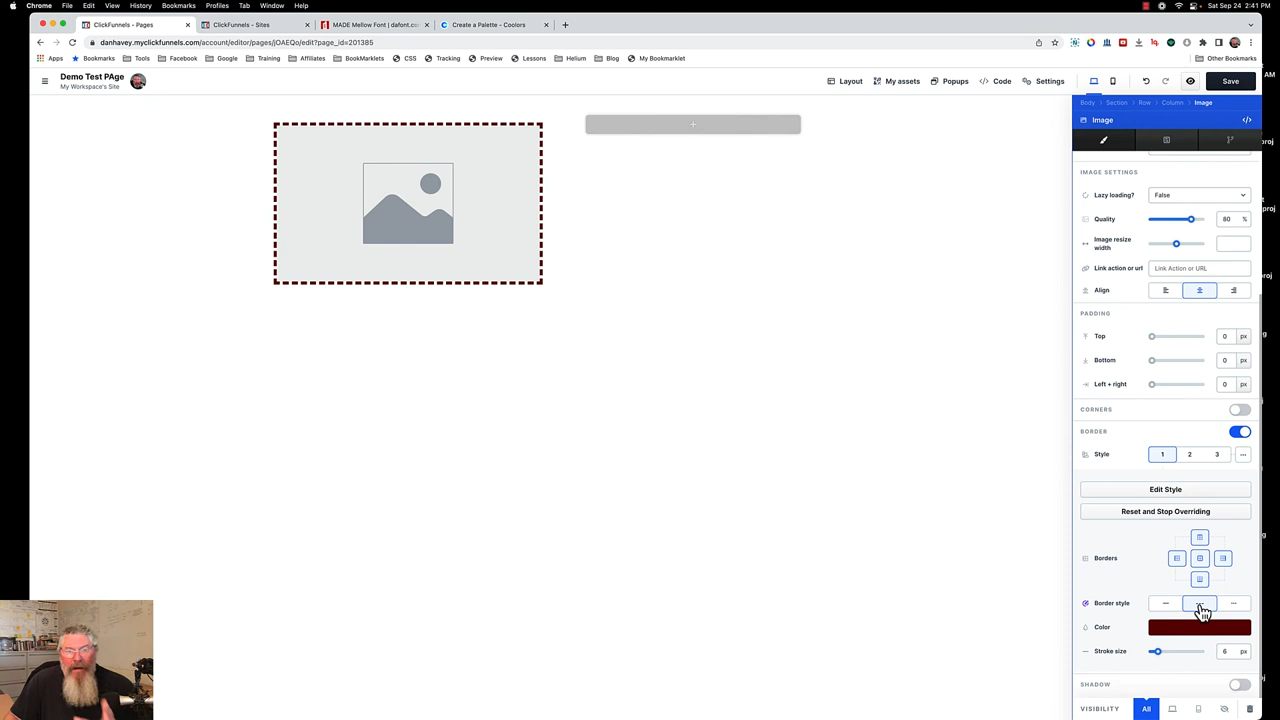 Chrome File Edit View History Bookmarks Profiles Tab Window Help
Sat Sep 24 2:41 PM
ClickFunnels - Pages
ClickFunnels - Sites
MADE Mellow Font | dafont.co
Create a Palette - Coolors
danhavey.myclickfunnels.com/account/editor/pages/jOAEQo/edit?page_id=201385
Apps Bookmarks Tools Facebook Google Training Affiliates BookMarklets CSS Tracking Preview Lessons Helium Blog My Bookmarklet Other Bookmarks
AM
Demo Test PAge
My Workspace's Site
Layout My assets Popups Code Settings Save
Body Section Row Column Image
Image
IMAGE SETTINGS
Lazy loading? False
Quality 80 %
Image resize width
Link action or url Link Action or URL
Align
PADDING
Top 0 px
Bottom 0 px
Left + right 0 px
CORNERS
BORDER
Style 1 2 3 ...
Edit Style
Reset and Stop Overriding
Borders
Border style
Color
Stroke size 6 px
SHADOW
VISIBILITY All